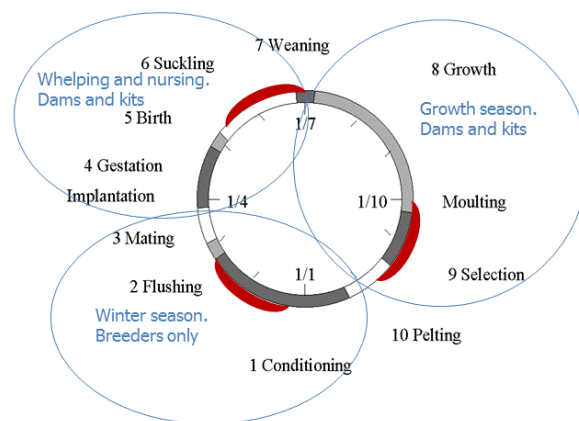 7 Weaning
6 Suckling
8 Growth
Whelping and nursing.
Dams and kits
Growth season.
Dams and kits
5 Birth
1/7
4 Gestation
Implantation
1/4
1/10
Moulting
3 Mating
2 Flushing
1/1
9 Selection
Winter season.
Breeders only
10 Pelting
1 Conditioning